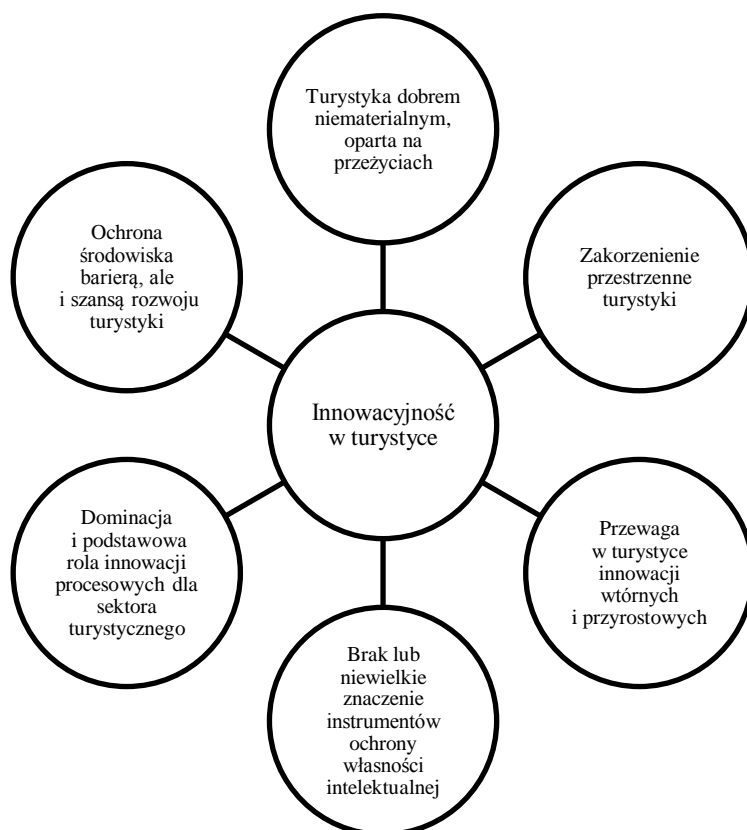 Turystyka dobrem
niematerialnym,
oparta na
przeżyciach
Ochrona
środowiska
barierą, ale
i szansą rozwoju
turystyki
Zakorzenienie
przestrzenne
turystyki
Innowacyjność
w turystyce
Dominacja
i podstawowa
rola innowacji
procesowych dla
sektora
turystycznego
Przewaga
w turystyce
innowacji
wtórnych
i przyrostowych
Brak lub
niewielkie
znaczenie
instrumentów
ochrony
własności
intelektualnej